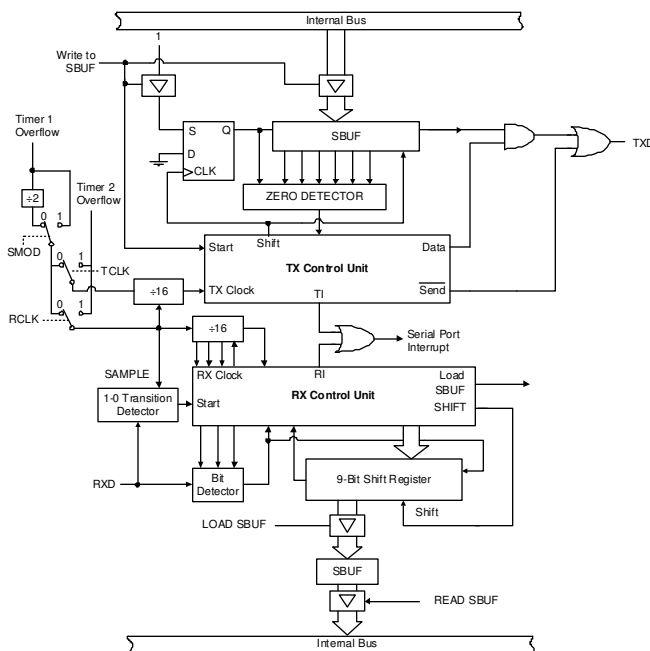 Internal Bus
1
Write to
SBUF
Timer 1
Overflow
S
Q
D
CLK
SBUF
TXD
÷2
Timer 2
Overflow
ZERO DETECTOR
0
1
SMOD
Shift
Start
Data
TX Control Unit
0
1
TCLK
÷16
TX Clock
Send
TI
RCLK
0
1
÷16
Serial Port
Interrupt
SAMPLE
RX Clock
RI
Load
SBUF
1-0 Transition
Detector
Start
RX Control Unit
SHIFT
RXD
Bit
Detector
9-Bit Shift Register
Shift
LOAD SBUF
SBUF
READ SBUF
Internal Bus